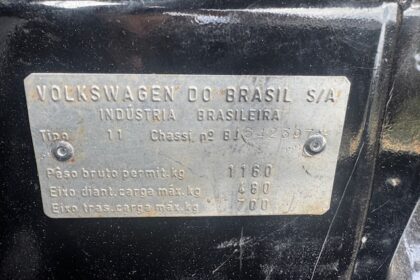 VOLKSWAGEN DO BRASIL S/A
INDÚSTRIA BRASILEIRA
Tipo 11 Chassi nº
Pêso bruto permit.kg 1160
Eixo diant.carga máx.kg 460
Eixo tras.carga máx.kg 700